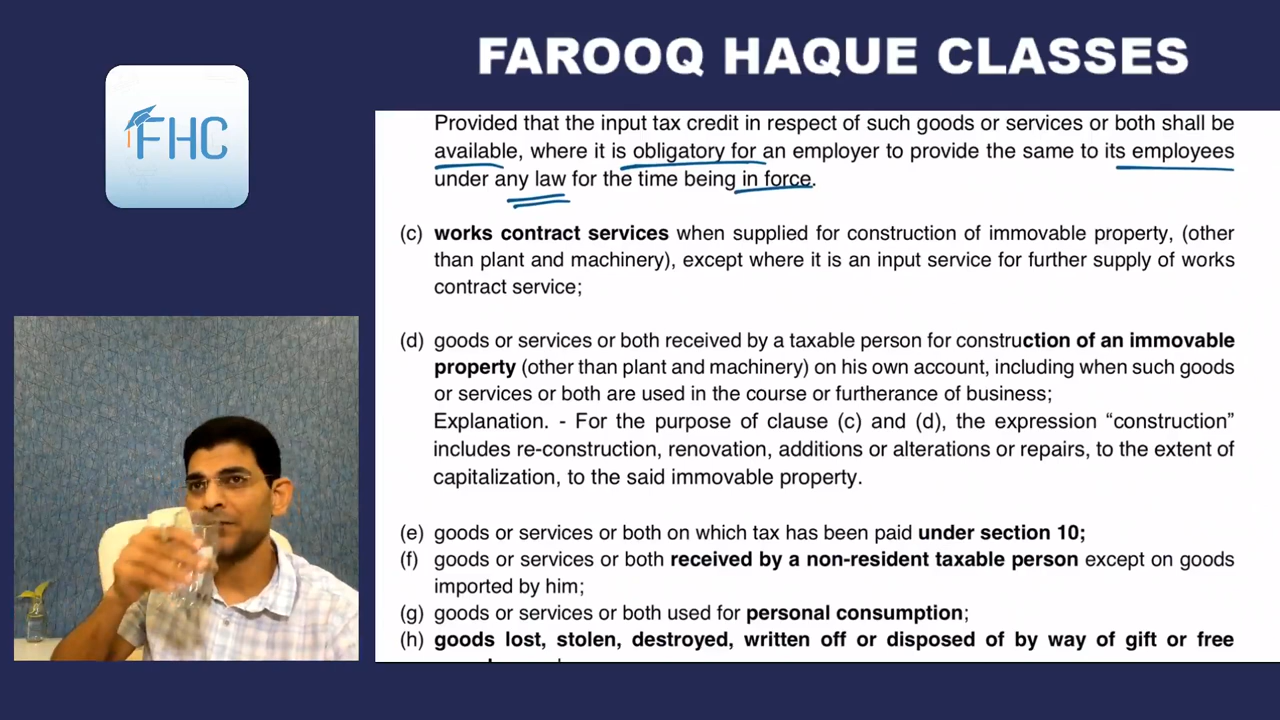 FAROOQ HAQUE CLASSES
FHC
Provided that the input tax credit in respect of such goods or services or both shall be
available, where it is obligatory for an employer to provide the same to its employees
under any law for the time being in force.
(c) works contract services when supplied for construction of immovable property, (other
than plant and machinery), except where it is an input service for further supply of works
contract service;
(d) goods or services or both received by a taxable person for construction of an immovable
property (other than plant and machinery) on his own account, including when such goods
or services or both are used in the course or furtherance of business;
Explanation. - For the purpose of clause (c) and (d), the expression “construction”
includes re-construction, renovation, additions or alterations or repairs, to the extent of
capitalization, to the said immovable property.
(e) goods or services or both on which tax has been paid under section 10;
(f) goods or services or both received by a non-resident taxable person except on goods
imported by him;
(g) goods or services or both used for personal consumption;
(h) goods lost, stolen, destroyed, written off or disposed of by way of gift or free